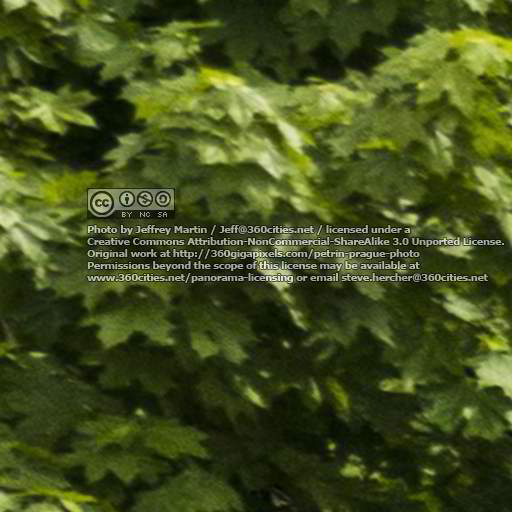 cc BY NC SA
Photo by Jeffrey Martin / Jeff@360cities.net / licensed under a
Creative Commons Attribution-NonCommercial-ShareAlike 3.0 Unported License.
Original work at http://360gigapixels.com/petrin-prague-photo
Permissions beyond the scope of this license may be available at
www.360cities.net/panorama-licensing or email steve.hercher@360cities.net